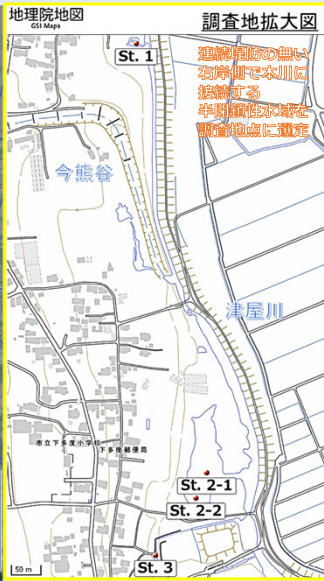 地理院地図
GSI Maps
調査地拡大図
St. 1
連続堤防の無い
右岸側で本川に
接続する
半閉鎖性水域を
調査地点に選定
今熊谷
津屋川
市立下多度小学校
下多度郵便局
St. 2-1
St. 2-2
St. 3
50 m